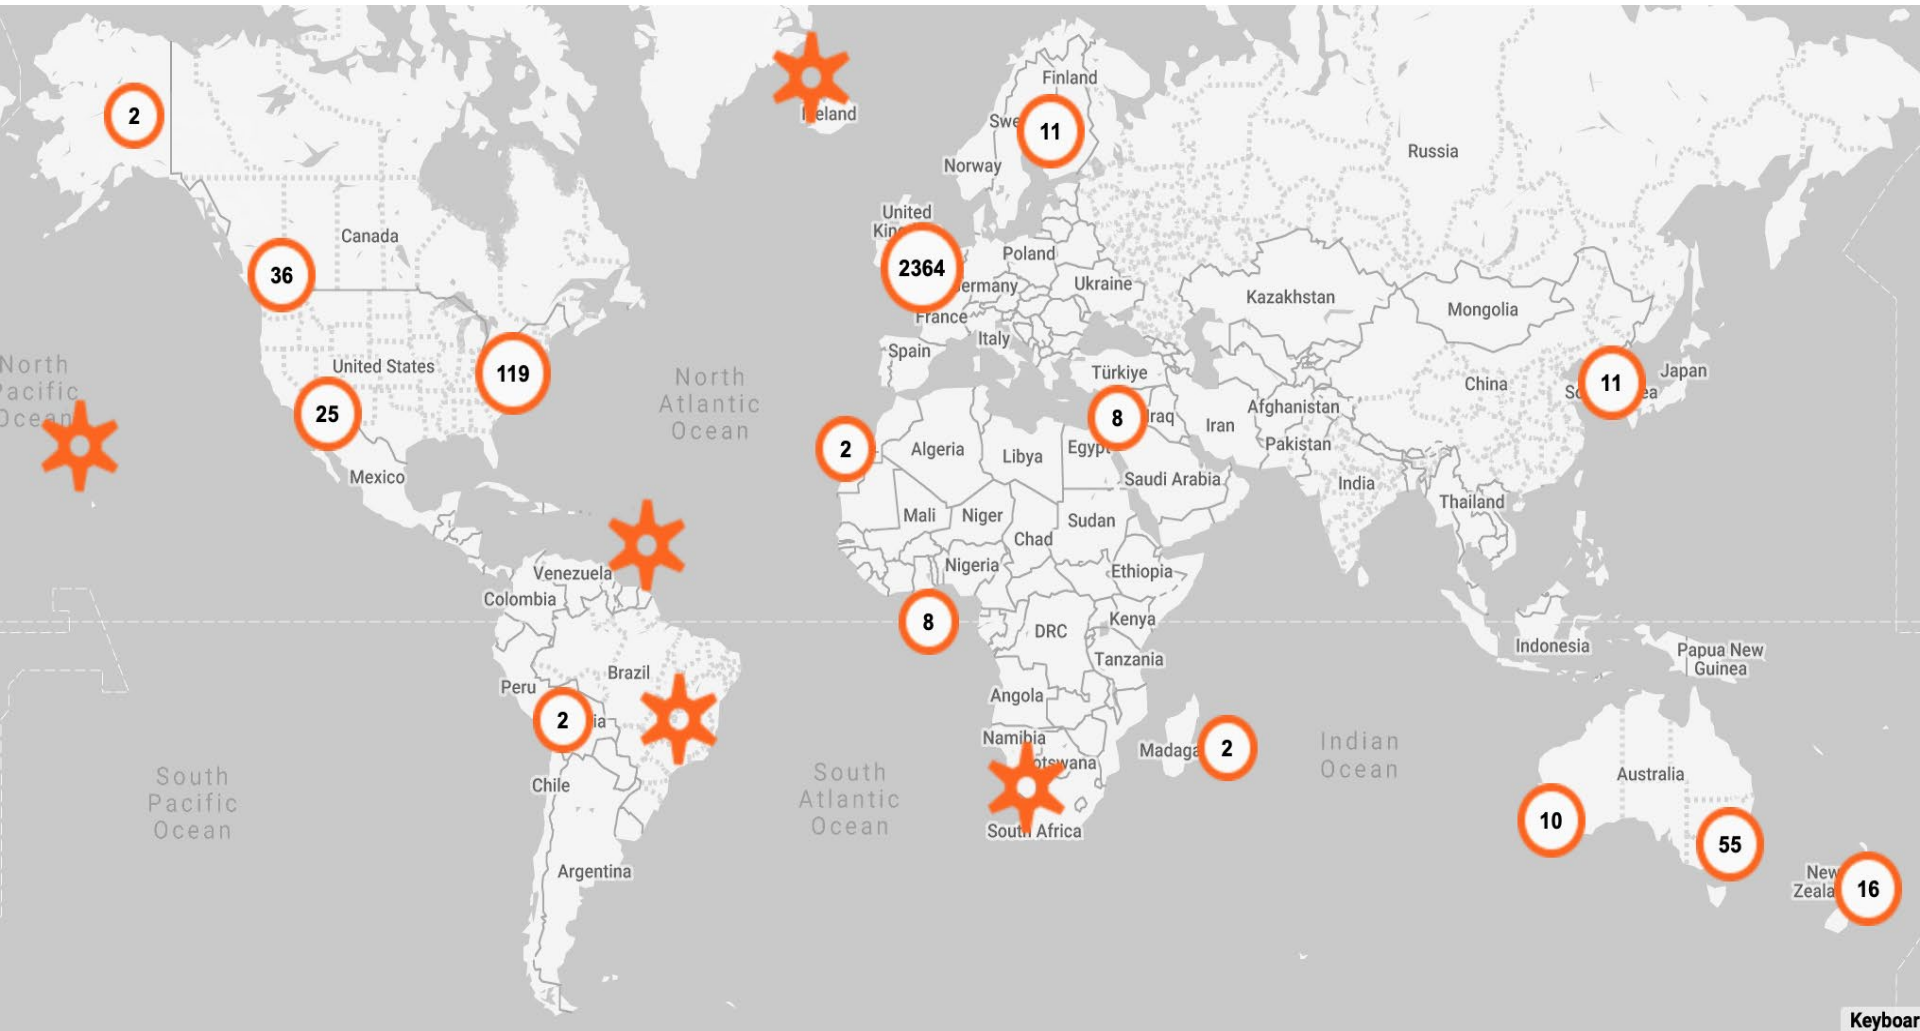 Finland
2
Iceland
11
Norway
Russia
United
Canada
2364
Poland
36
Germany
Ukraine
Kazakhstan
Mongolia
France
Italy
Spain
United States
119
North
Pacific
Ocean
25
North
Atlantic
Ocean
Türkiye
8
Iraq
Iran
Afghanistan
Pakistan
China
11
Japan
2
Algeria
Libya
Egypt
Saudi Arabia
India
Thailand
Mexico
Mali
Niger
Chad
Sudan
Nigeria
Ethiopia
Venezuela
Colombia
8
DRC
Kenya
Tanzania
Indonesia
Papua New
Guinea
Brazil
Peru
2
ia
Angola
Namibia
Botswana
Madaga
2
Indian
Ocean
Australia
South
Pacific
Ocean
Chile
South
Atlantic
Ocean
South Africa
10
55
Argentina
New
Zeala
16
Keyboar